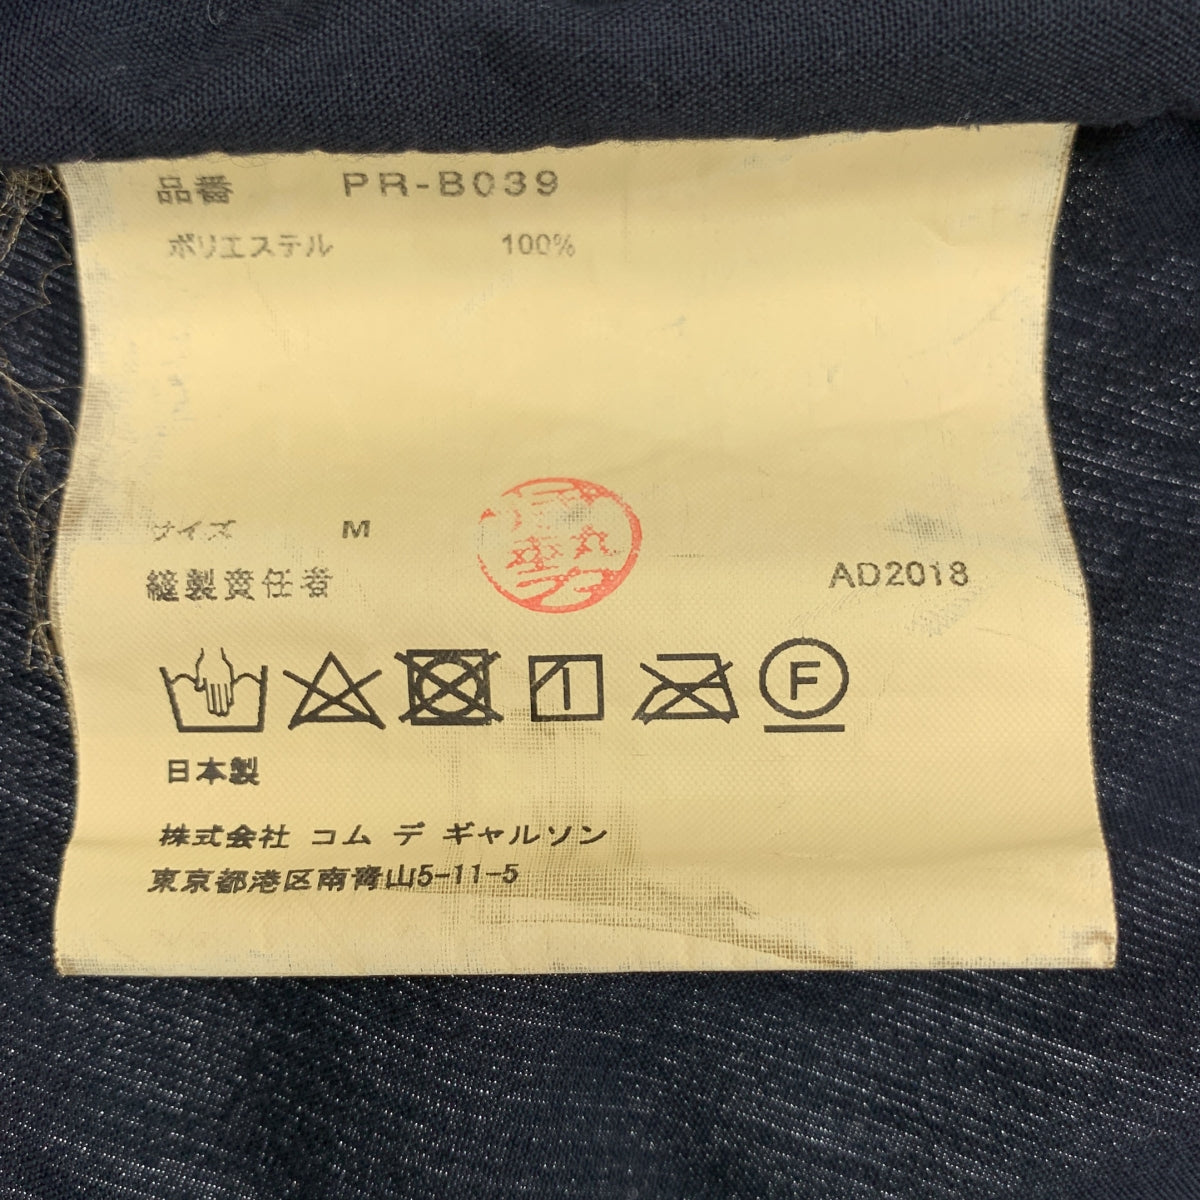 品番 PR-B039
ポリエステル 100%
サイズ M
縫製責任者
AD2018
F
日本製
株式会社 コム デ ギャルソン
東京都港区南青山5-11-5